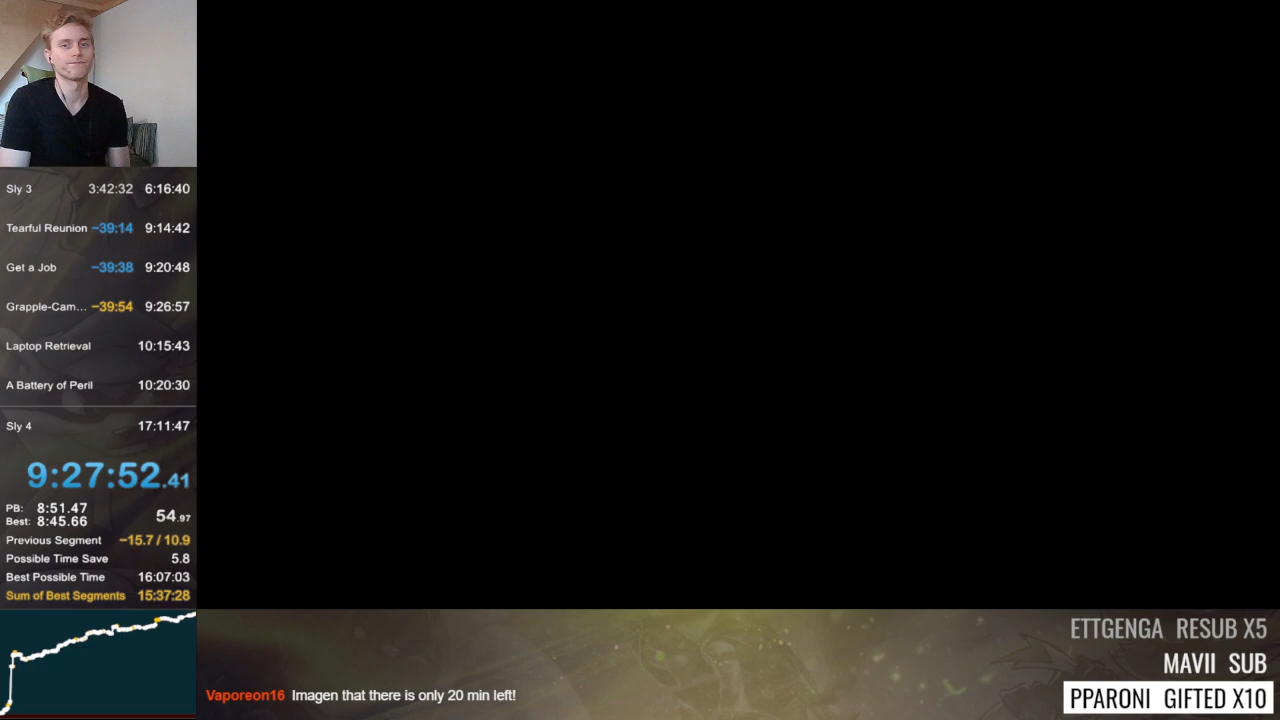 Sly 3 3:42:32 6:16:40
Tearful Reunion −39:14 9:14:42
Get a Job −39:38 9:20:48
Grapple-Cam... −39:54 9:26:57
Laptop Retrieval 10:15:43
A Battery of Peril 10:20:30
Sly 4 17:11:47
9:27:52.41
PB: 8:51.47
Best: 8:45.66
54.97
Previous Segment −15.7 / 10.9
Possible Time Save 5.8
Best Possible Time 16:07:03
Sum of Best Segments 15:37:28
Vaporeon16 Imagen that there is only 20 min left!
ETTGENGA RESUB X5
MAVII SUB
PPARONI GIFTED X10